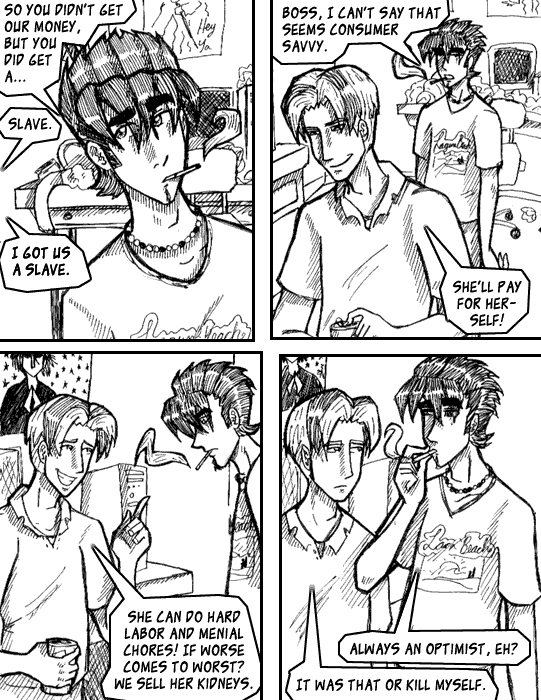 SO YOU DIDN'T GET
OUR MONEY,
BUT YOU
DID GET
A...
SLAVE.
I GOT US
A SLAVE.
Hey
Ya
BOSS, I CAN'T SAY THAT
SEEMS CONSUMER
SAVVY.
SHE'LL PAY
FOR HER-
SELF!
SHE CAN DO HARD
LABOR AND MENIAL
CHORES! IF WORSE
COMES TO WORST?
WE SELL HER KIDNEYS.
ALWAYS AN OPTIMIST, EH?
IT WAS THAT OR KILL MYSELF.